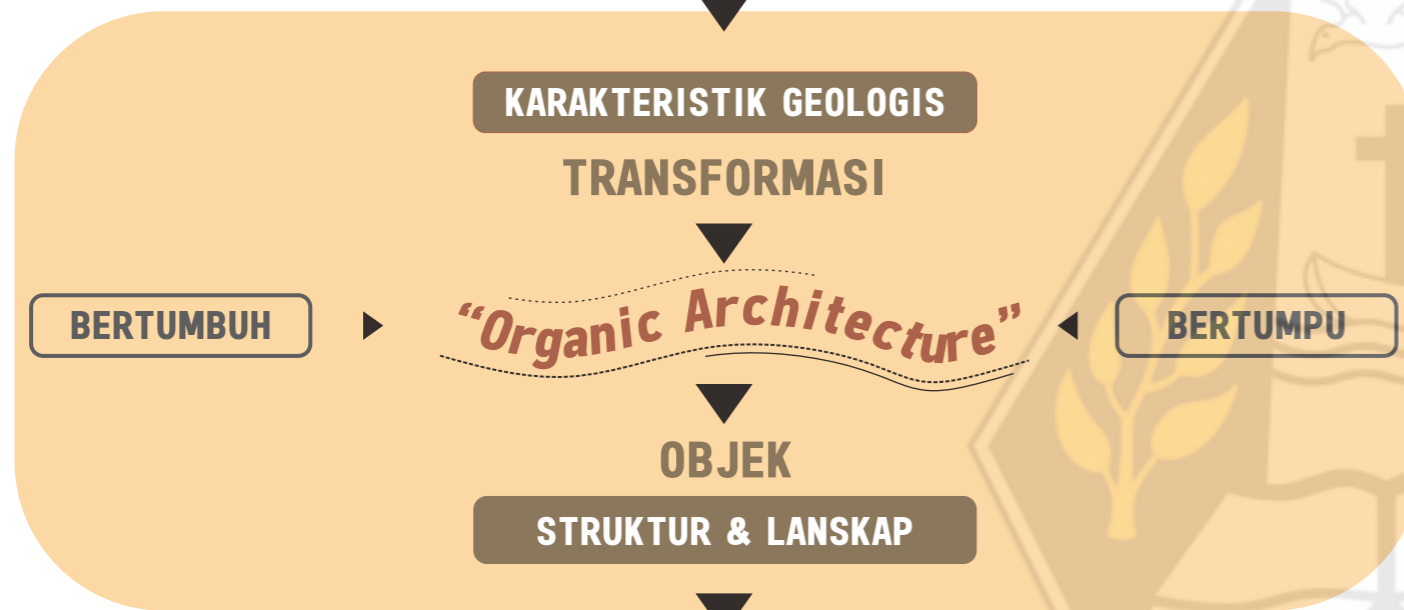 KARAKTERISTIK GEOLOGIS
TRANSFORMASI
BERTUMBUH
“Organic Architecture”
BERTUMPU
OBJEK
STRUKTUR & LANSKAP